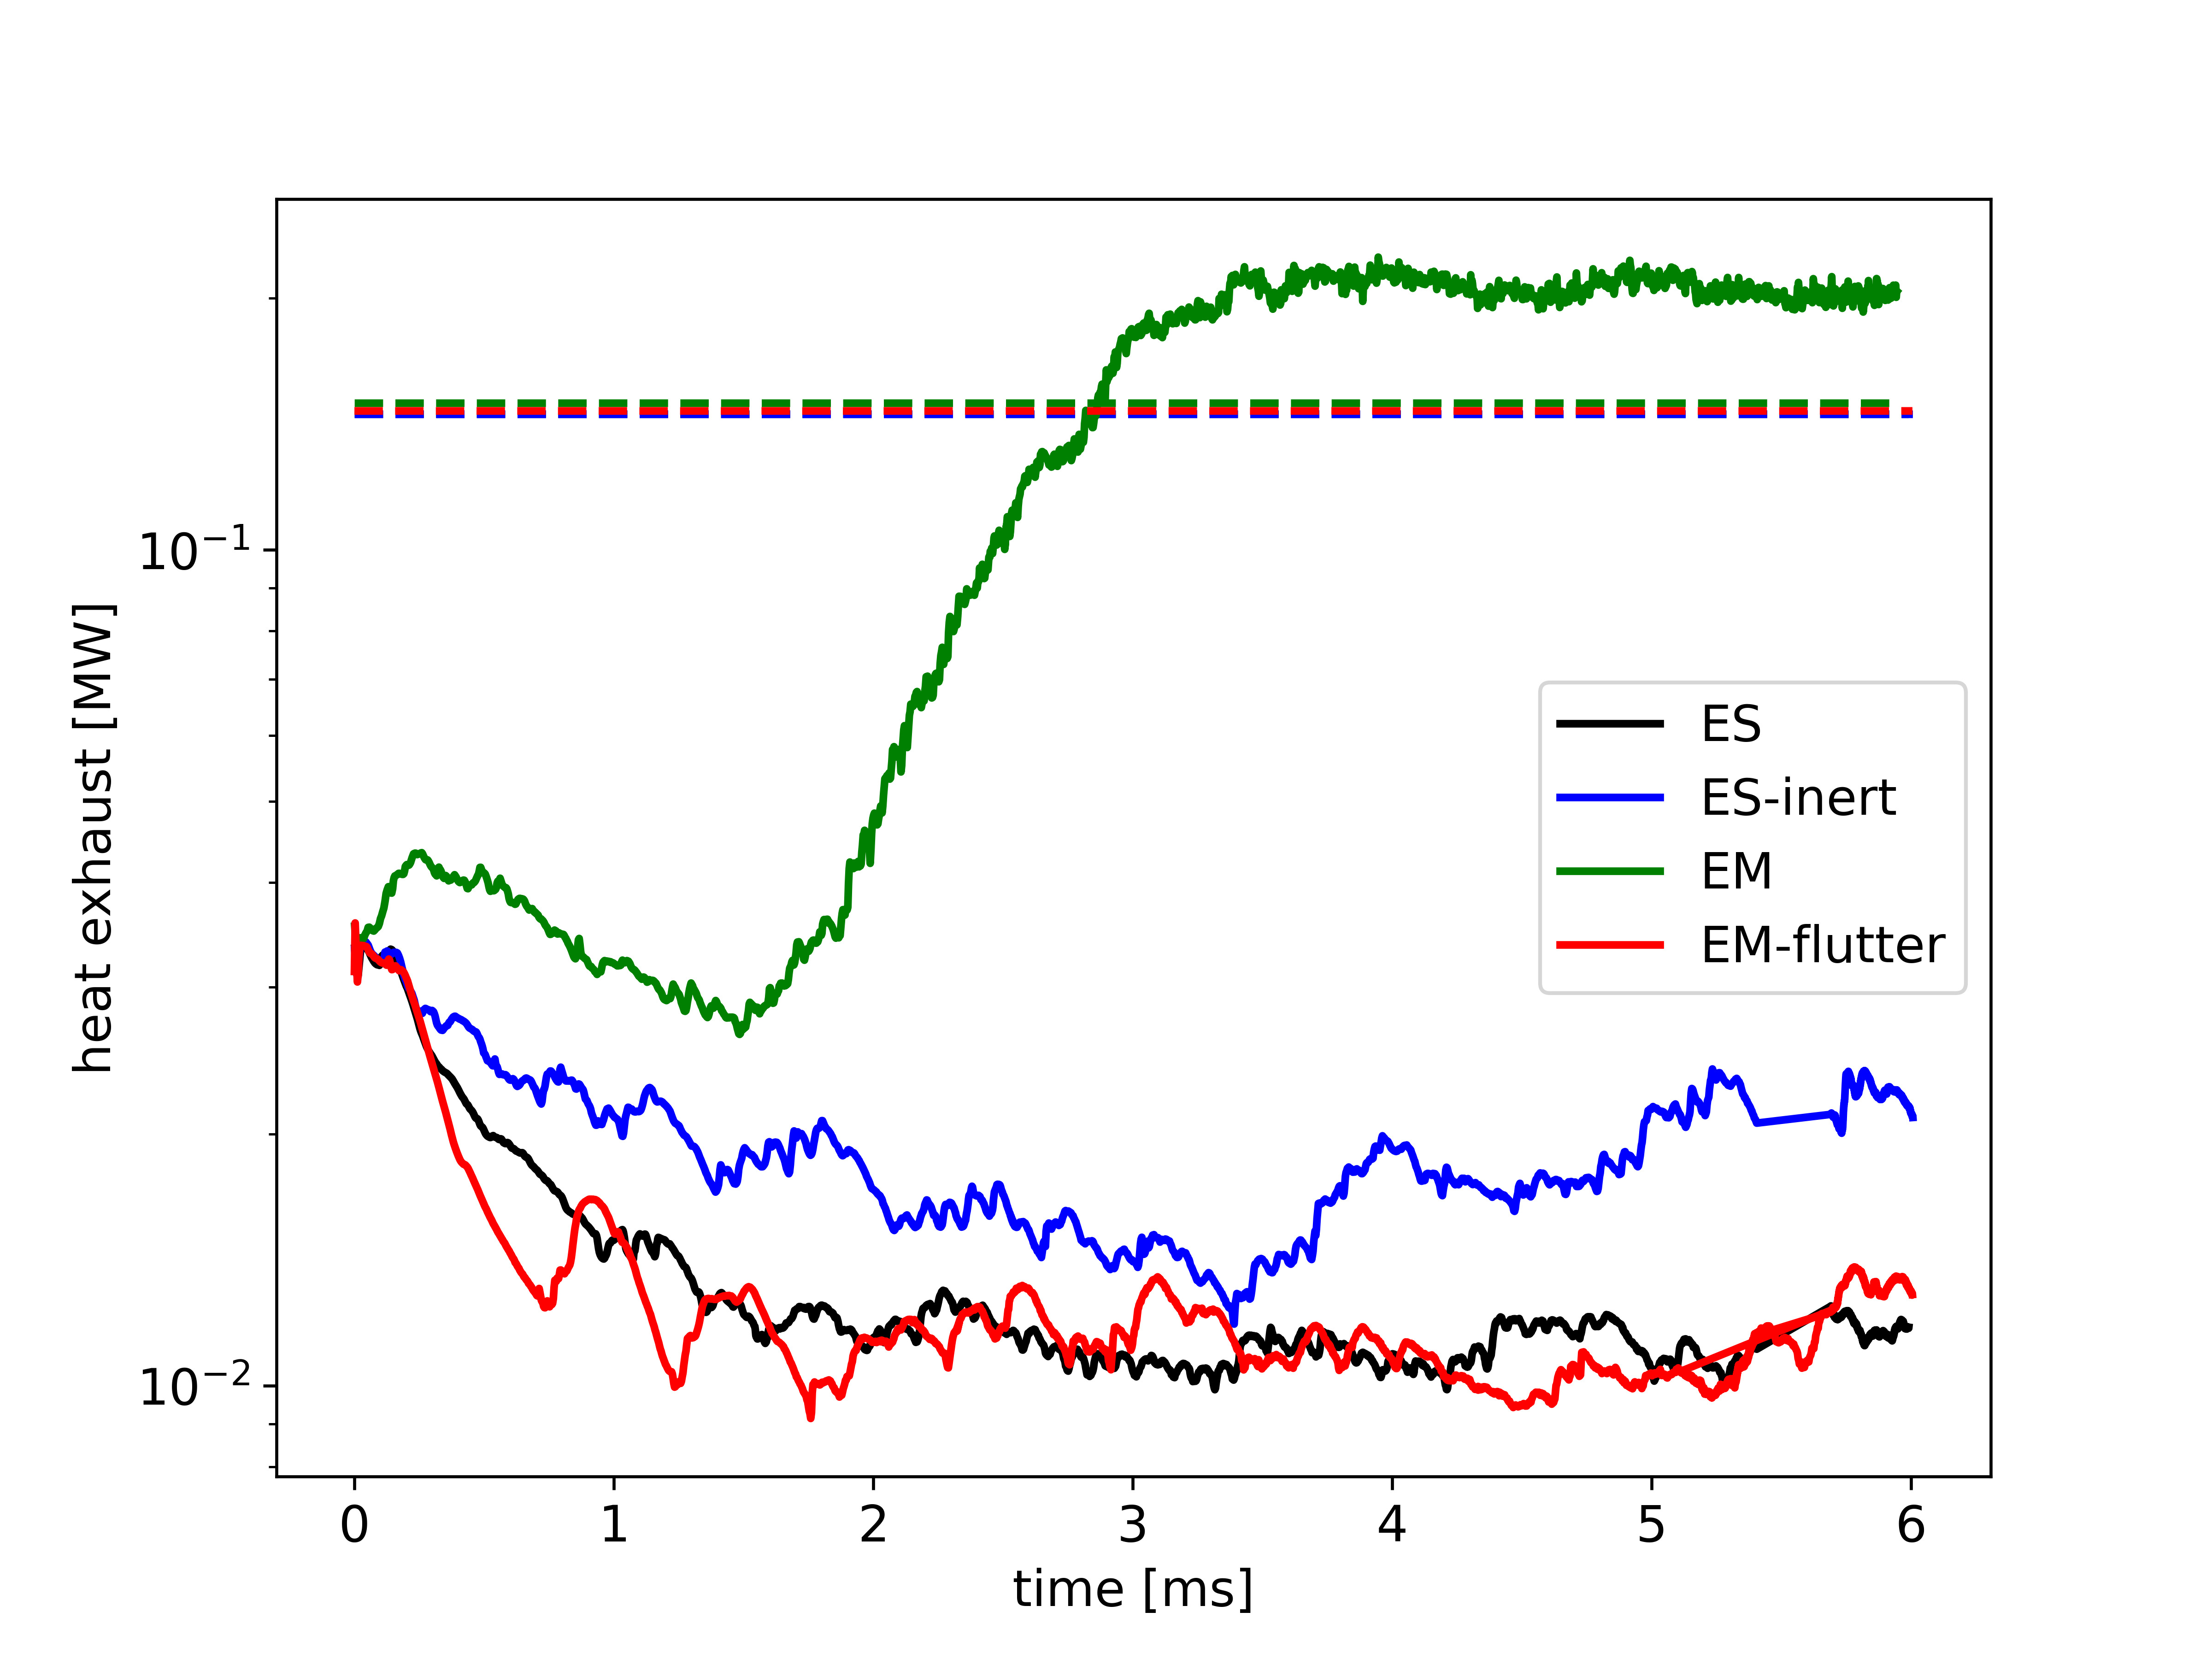 heat exhaust [MW]
10⁻¹
10⁻²
ES
ES-inert
EM
EM-flutter
0 1 2 3 4 5 6
time [ms]